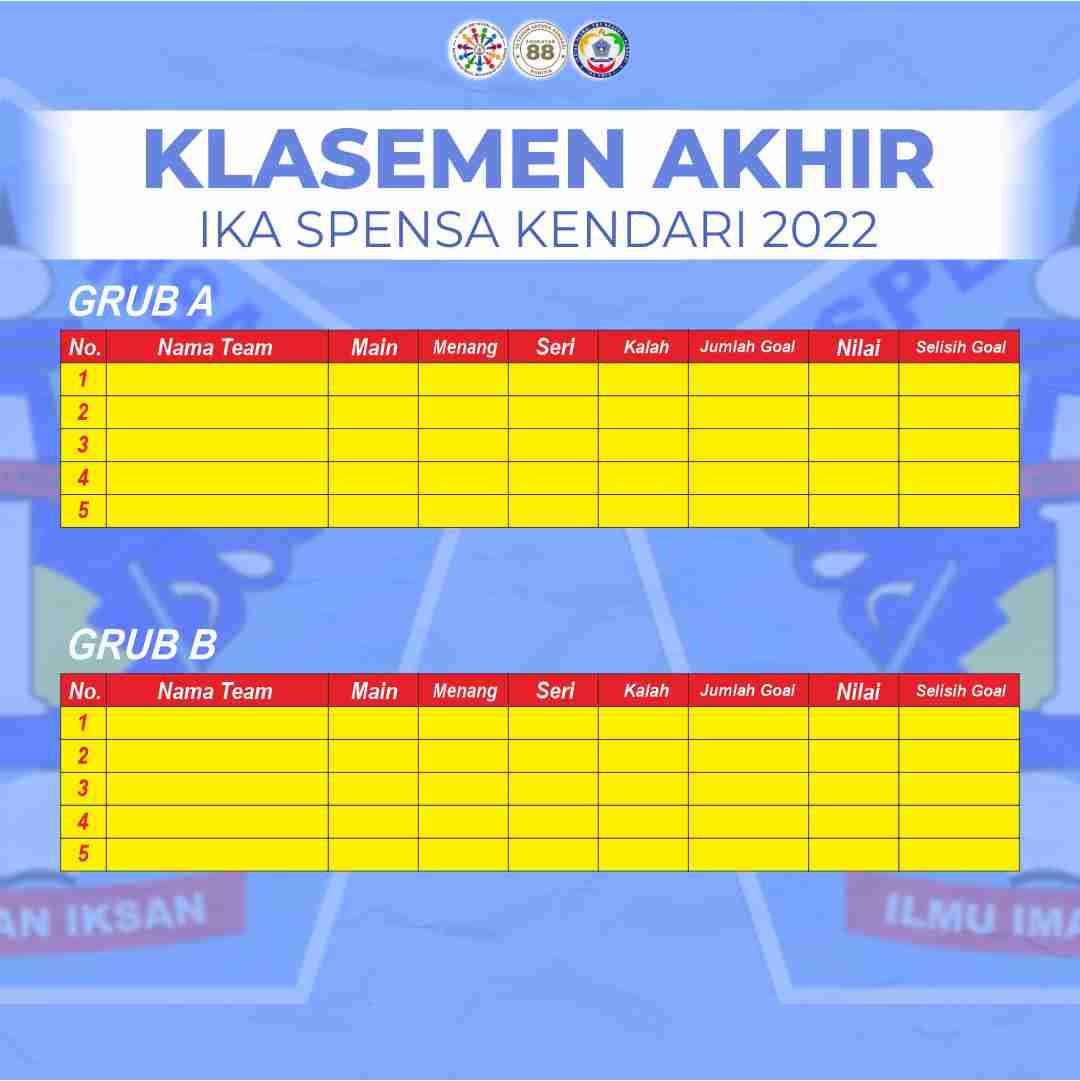 ANGKATAN
88
KLASEMEN AKHIR
IKA SPENSA KENDARI 2022
GRUB A
No. Nama Team Main Menang Seri Kalah Jumlah Goal Nilai Selisih Goal
1
2
3
4
5
GRUB B
No. Nama Team Main Menang Seri Kalah Jumlah Goal Nilai Selisih Goal
1
2
3
4
5
AN IKSAN ILMU IMA